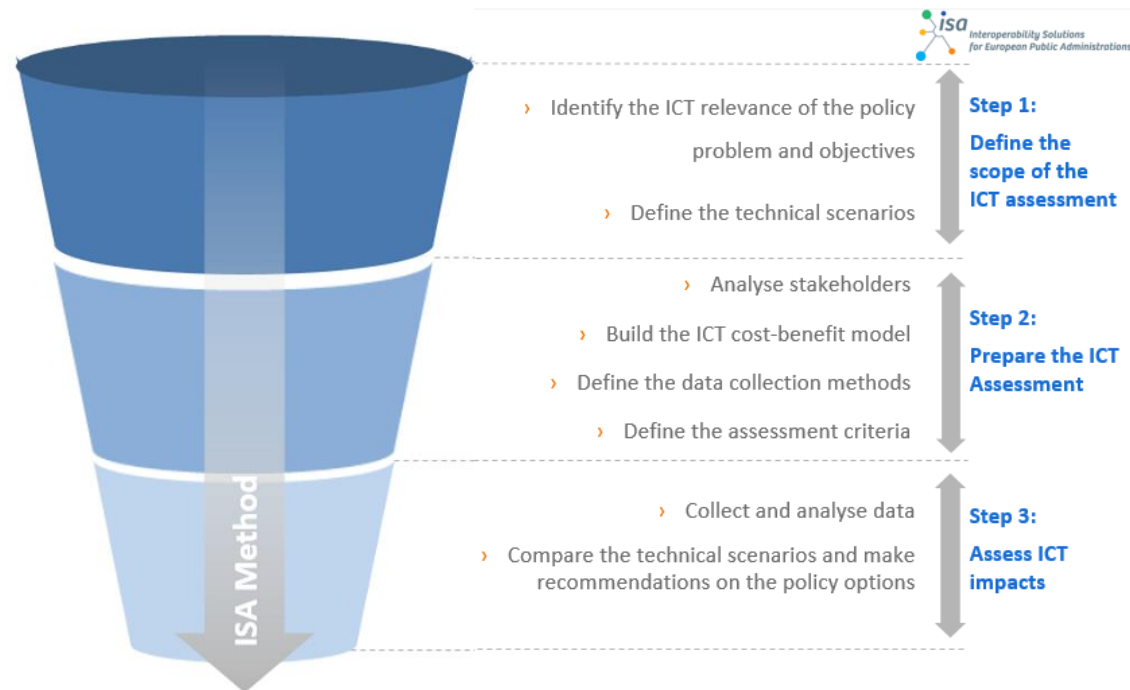 isa
Interoperability Solutions
for European Public Administrations
› Identify the ICT relevance of the policy
problem and objectives
› Define the technical scenarios
Step 1:
Define the
scope of the
ICT assessment
› Analyse stakeholders
› Build the ICT cost-benefit model
› Define the data collection methods
› Define the assessment criteria
Step 2:
Prepare the ICT
Assessment
› Collect and analyse data
› Compare the technical scenarios and make
recommendations on the policy options
Step 3:
Assess ICT
impacts
ISA Method